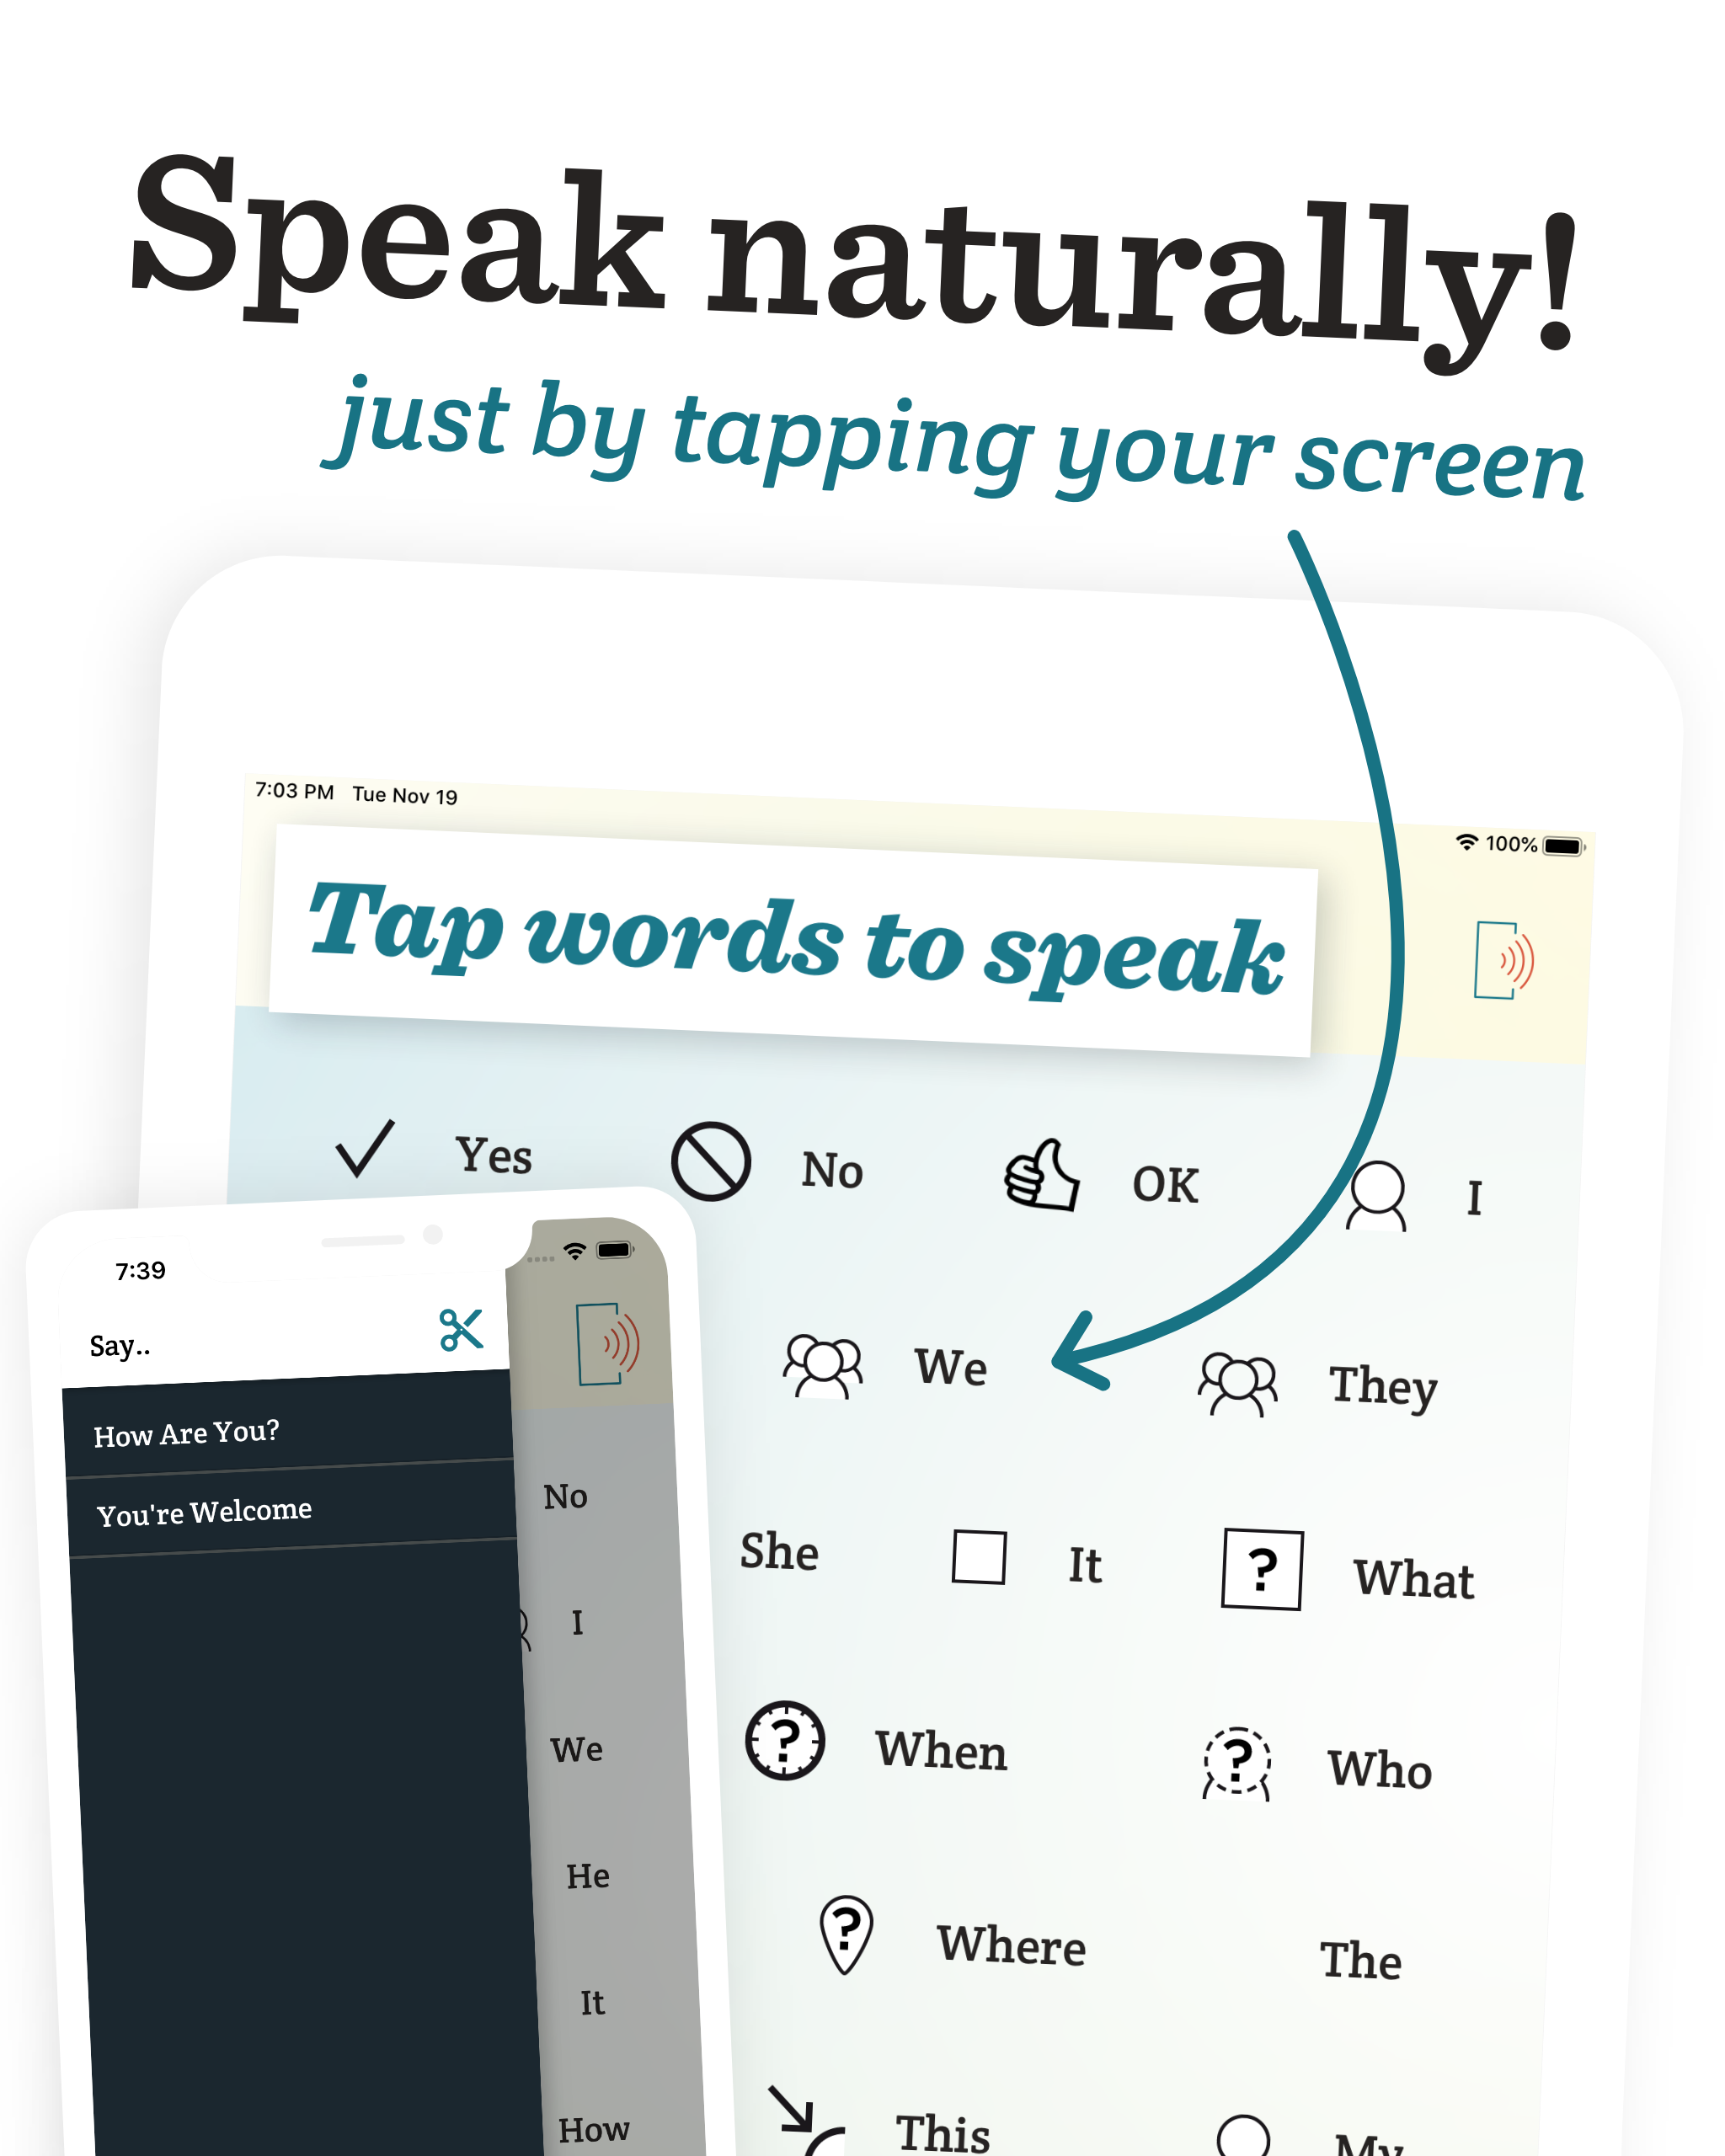 Speak naturally!
just by tapping your screen
7:03 PM Tue Nov 19
100%
Tap words to speak
Yes No OK I
We They
She It ? What
? When ? Who
? Where The
This My
7:39
Say..
How Are You?
You're Welcome
No
I
We
He
It
How